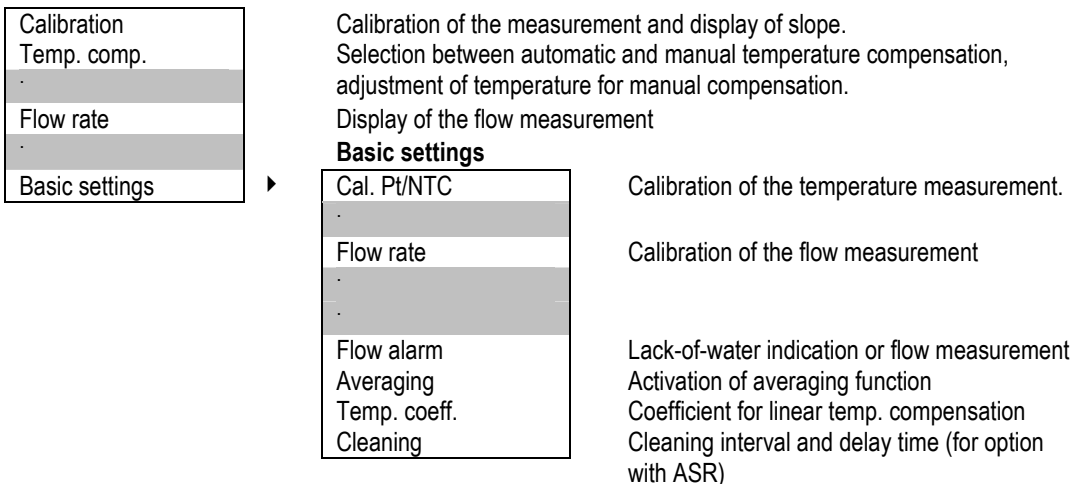 Calibration Calibration of the measurement and display of slope.
Temp. comp. Selection between automatic and manual temperature compensation,
. adjustment of temperature for manual compensation.
Flow rate Display of the flow measurement
. Basic settings
Basic settings Cal. Pt/NTC Calibration of the temperature measurement.
.
Flow rate Calibration of the flow measurement
.
.
Flow alarm Lack-of-water indication or flow measurement
Averaging Activation of averaging function
Temp. coeff. Coefficient for linear temp. compensation
Cleaning Cleaning interval and delay time (for option
with ASR)